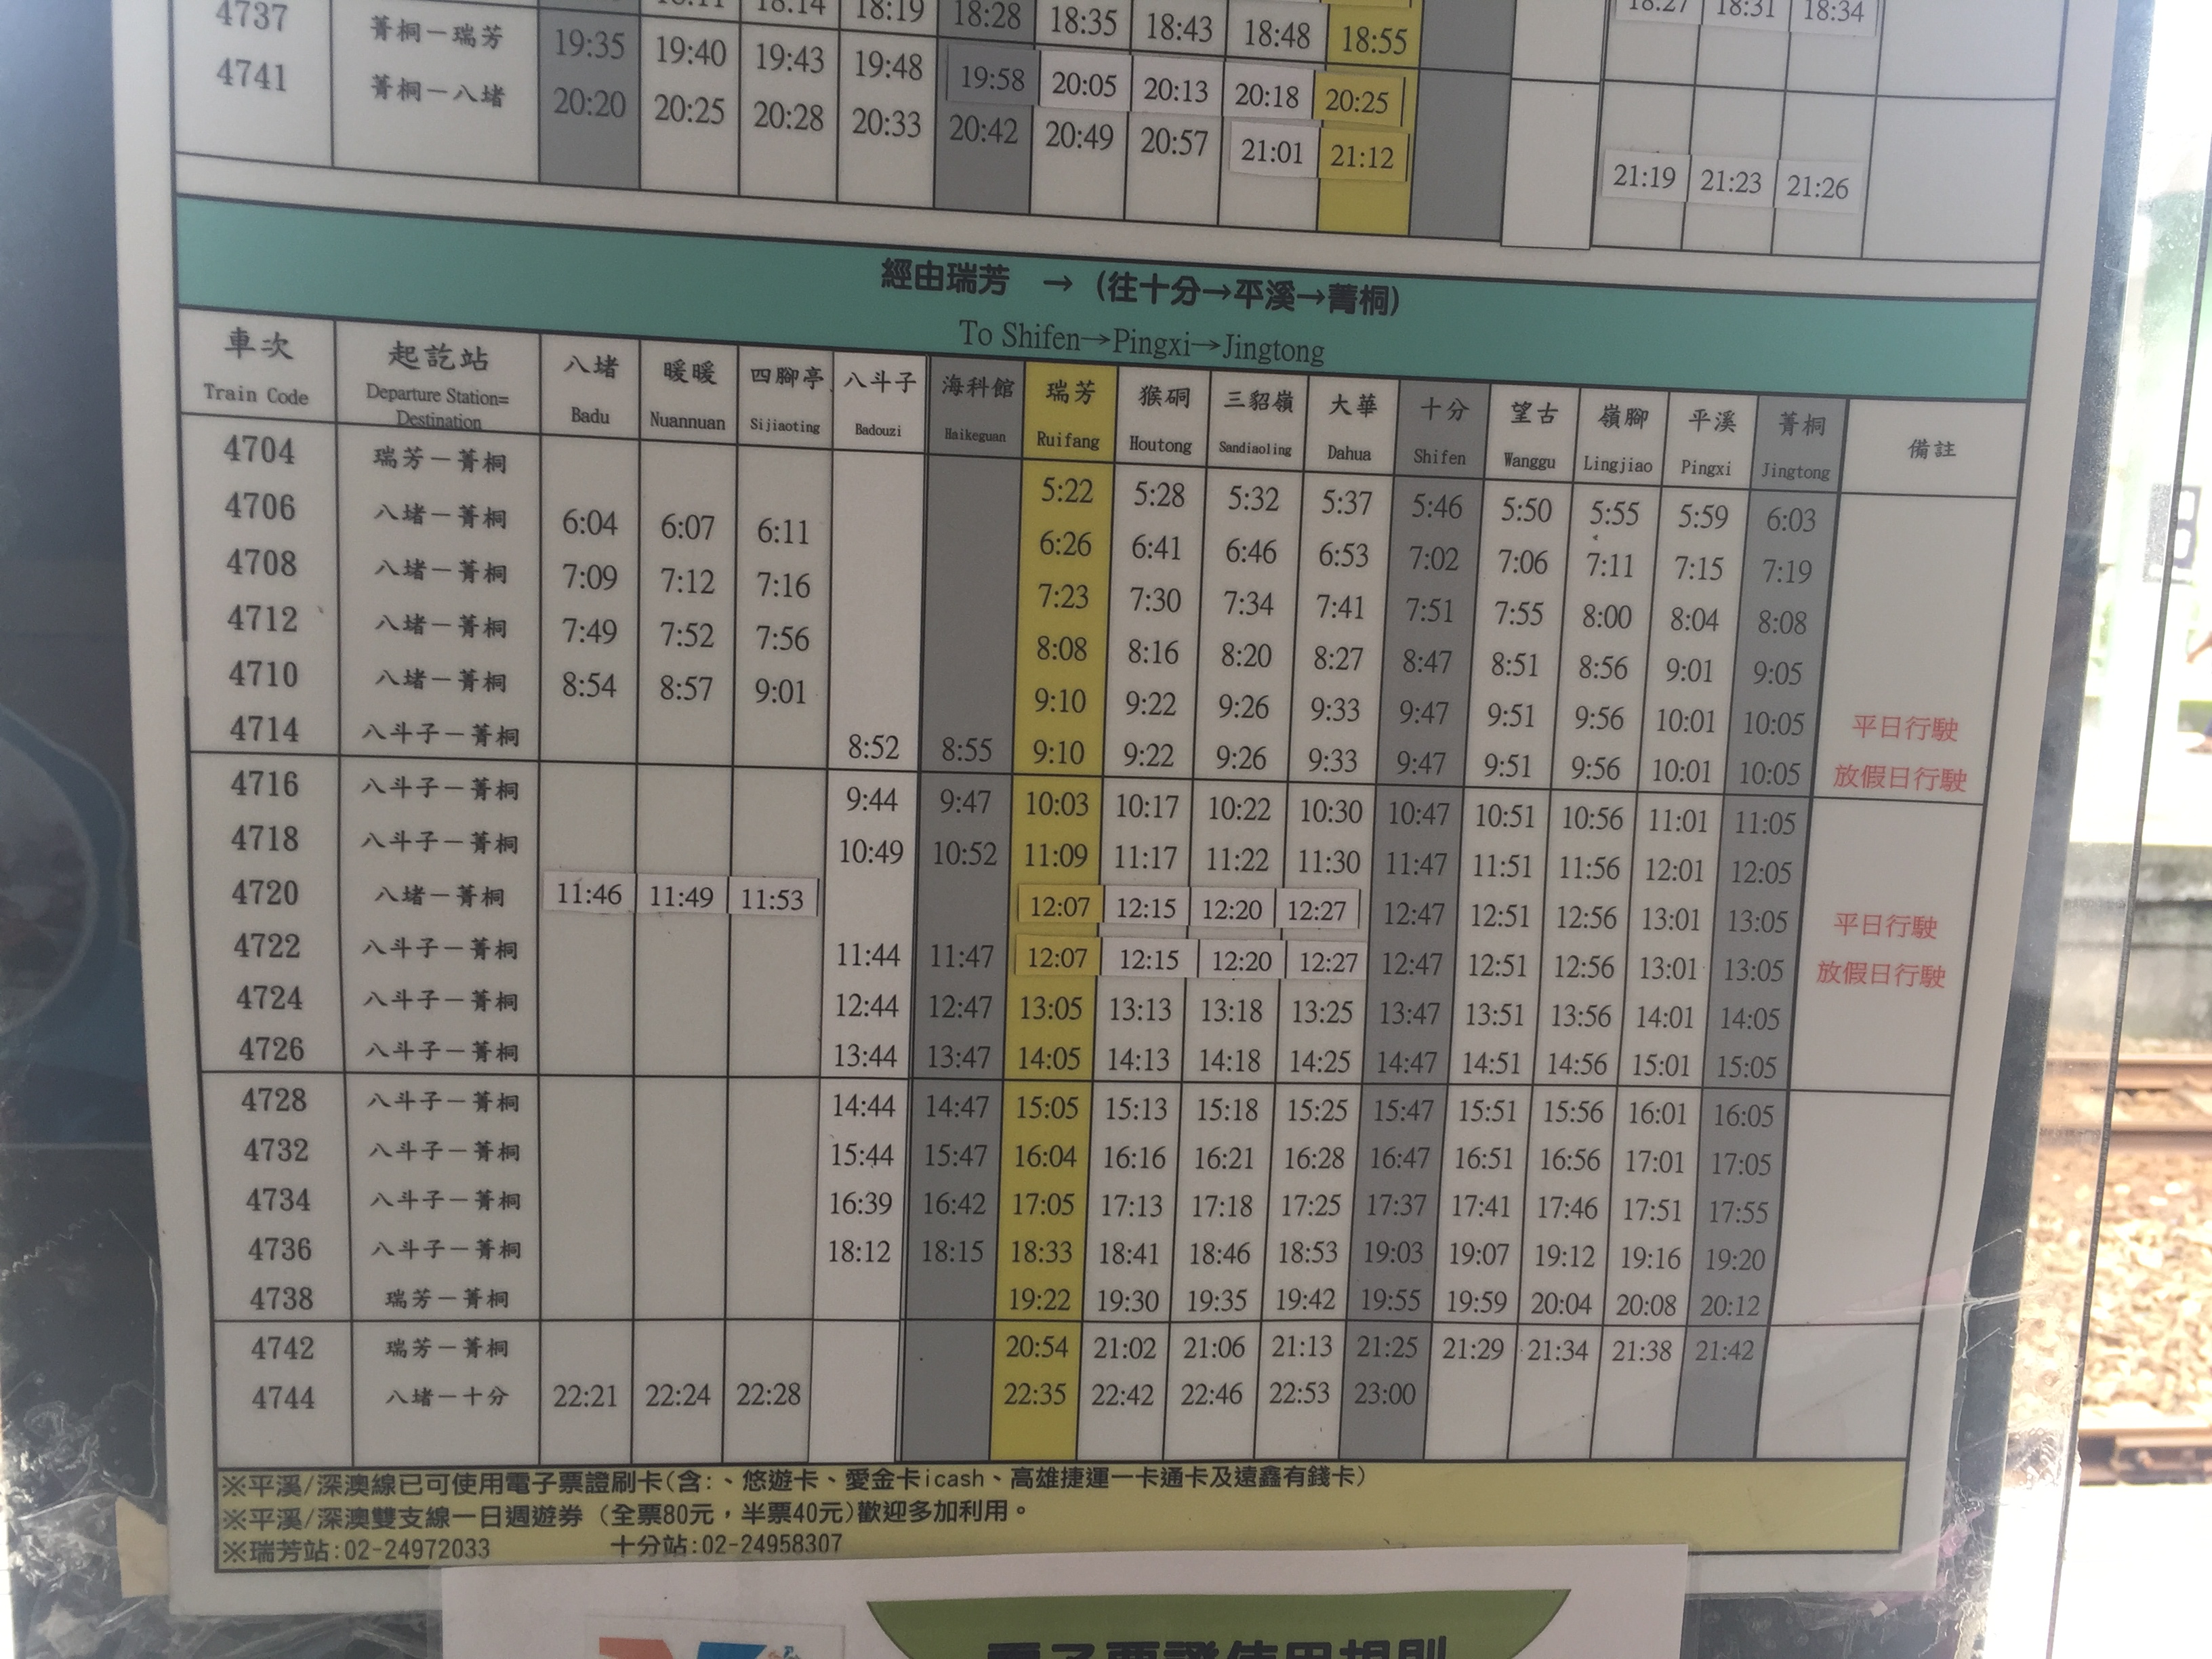 4737 菁桐－瑞芳 19:35 19:40 19:43 19:48 19:58 20:05 20:13 20:18 20:25
4741 菁桐－八堵 20:20 20:25 20:28 20:33 20:42 20:49 20:57 21:01 21:12 21:19 21:23 21:26
18:14 18:19 18:28 18:35 18:43 18:48 18:55 18:27 18:31 18:34
經由瑞芳 → (往十分→平溪→菁桐)
To Shifen→Pingxi→Jingtong
車次 起訖站 八堵 暖暖 四腳亭 八斗子 海科館 瑞芳 猴硐 三貂嶺 大華 十分 望古 嶺腳 平溪 菁桐 備註
Train Code Departure Station= Destination Badu Nuannuan Sijiaoting Badouzi Haikeguan Ruifang Houtong Sandiaoling Dahua Shifen Wanggu Lingjiao Pingxi Jingtong
4704 瑞芳－菁桐 5:22 5:28 5:32 5:37 5:46 5:50 5:55 5:59 6:03
4706 八堵－菁桐 6:04 6:07 6:11 6:26 6:41 6:46 6:53 7:02 7:06 7:11 7:15 7:19
4708 八堵－菁桐 7:09 7:12 7:16 7:23 7:30 7:34 7:41 7:51 7:55 8:00 8:04 8:08
4712 八堵－菁桐 7:49 7:52 7:56 8:08 8:16 8:20 8:27 8:47 8:51 8:56 9:01 9:05
4710 八堵－菁桐 8:54 8:57 9:01 9:10 9:22 9:26 9:33 9:47 9:51 9:56 10:01 10:05 平日行駛
4714 八斗子－菁桐 8:52 8:55 9:10 9:22 9:26 9:33 9:47 9:51 9:56 10:01 10:05 放假日行駛
4716 八斗子－菁桐 9:44 9:47 10:03 10:17 10:22 10:30 10:47 10:51 10:56 11:01 11:05
4718 八斗子－菁桐 10:49 10:52 11:09 11:17 11:22 11:30 11:47 11:51 11:56 12:01 12:05
4720 八堵－菁桐 11:46 11:49 11:53 12:07 12:15 12:20 12:27 12:47 12:51 12:56 13:01 13:05 平日行駛
4722 八斗子－菁桐 11:44 11:47 12:07 12:15 12:20 12:27 12:47 12:51 12:56 13:01 13:05 放假日行駛
4724 八斗子－菁桐 12:44 12:47 13:05 13:13 13:18 13:25 13:47 13:51 13:56 14:01 14:05
4726 八斗子－菁桐 13:44 13:47 14:05 14:13 14:18 14:25 14:47 14:51 14:56 15:01 15:05
4728 八斗子－菁桐 14:44 14:47 15:05 15:13 15:18 15:25 15:47 15:51 15:56 16:01 16:05
4732 八斗子－菁桐 15:44 15:47 16:04 16:16 16:21 16:28 16:47 16:51 16:56 17:01 17:05
4734 八斗子－菁桐 16:39 16:42 17:05 17:13 17:18 17:25 17:37 17:41 17:46 17:51 17:55
4736 八斗子－菁桐 18:12 18:15 18:33 18:41 18:46 18:53 19:03 19:07 19:12 19:16 19:20
4738 瑞芳－菁桐 19:22 19:30 19:35 19:42 19:55 19:59 20:04 20:08 20:12
4742 瑞芳－菁桐 20:54 21:02 21:06 21:13 21:25 21:29 21:34 21:38 21:42
4744 八堵－十分 22:21 22:24 22:28 22:35 22:42 22:46 22:53 23:00
※平溪/深澳線已可使用電子票證刷卡(含:、悠遊卡、愛金卡icash、高雄捷運一卡通卡及遠鑫有錢卡)
※平溪/深澳雙支線一日週遊券 (全票80元，半票40元)歡迎多加利用。
※瑞芳站:02-24972033 十分站:02-24958307
電子票證使用規則